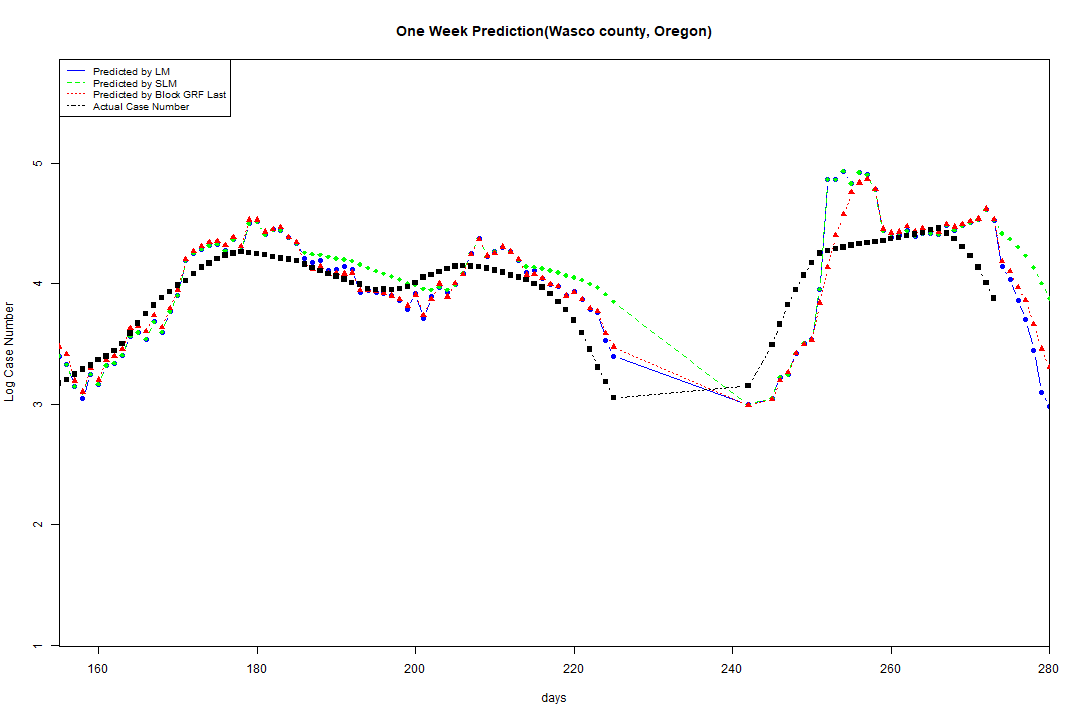 One Week Prediction(Wasco county, Oregon)
Predicted by LM
Predicted by SLM
Predicted by Block GRF Last
Actual Case Number
5
4
3
2
1
Log Case Number
160 180 200 220 240 260 280
days